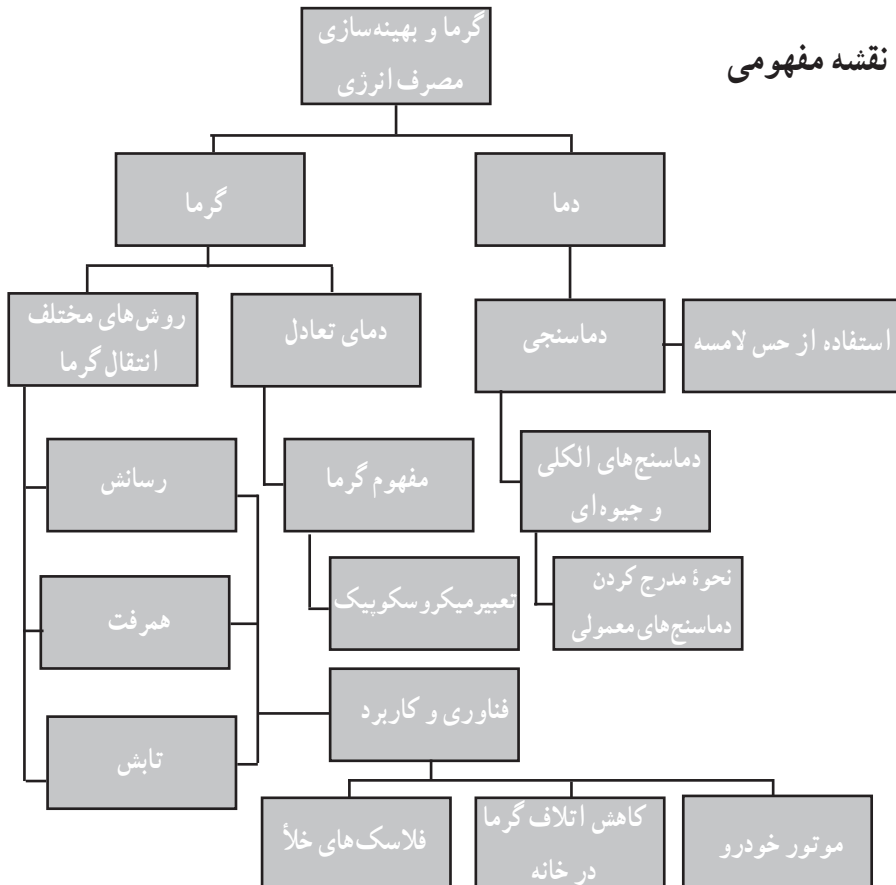 نقشه مفهومی
گرما و بهینه‌سازی
مصرف انرژی
دما
گرما
استفاده از حس لامسه
دماسنجی
دمای تعادل
روش‌های مختلف
انتقال گرما
دماسنج‌های الکلی
و جیوه‌ای
مفهوم گرما
رسانش
نحوۀ مدرج کردن
دماسنج‌های معمولی
تعبیر میکروسکوپیک
همرفت
فناوری و کاربرد
تابش
موتور خودرو
کاهش اتلاف گرما
در خانه
فلاسک‌های خلأ